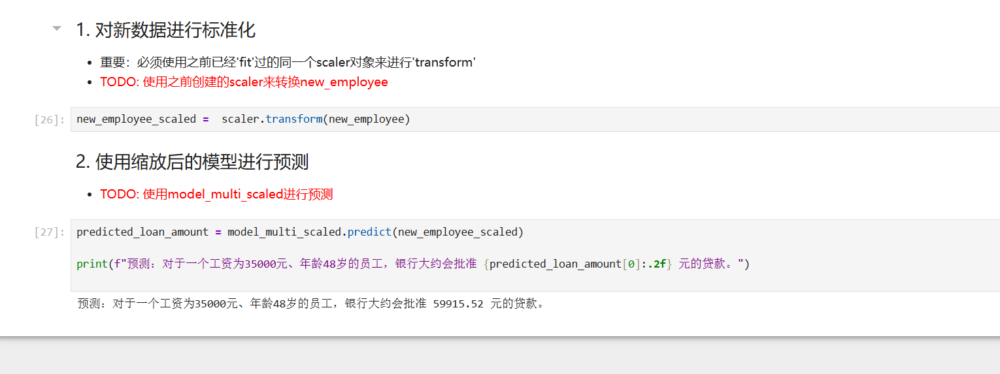 1. 对新数据进行标准化
重要：必须使用之前已经'fit'过的同一个scaler对象来进行'transform'
TODO: 使用之前创建的scaler来转换new_employee
[26]: new_employee_scaled =  scaler.transform(new_employee)
2. 使用缩放后的模型进行预测
TODO: 使用model_multi_scaled进行预测
[27]: predicted_loan_amount = model_multi_scaled.predict(new_employee_scaled)
print(f"预测：对于一个工资为35000元、年龄48岁的员工，银行大约会批准 {predicted_loan_amount[0]:.2f} 元的贷款。")
预测：对于一个工资为35000元、年龄48岁的员工，银行大约会批准 59915.52 元的贷款。